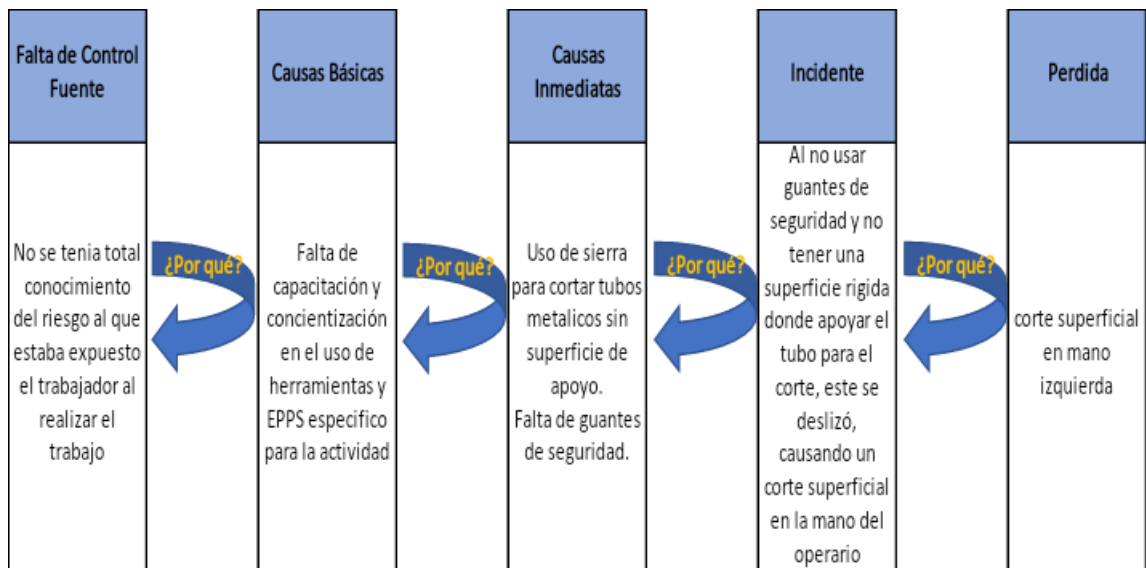 Falta de Control
Fuente
Causas Básicas
Causas
Inmediatas
Incidente
Perdida
No se tenia total
conocimiento
del riesgo al que
estaba expuesto
el trabajador al
realizar el
trabajo
¿Por qué?
Falta de
capacitación y
concientización
en el uso de
herramientas y
EPPS especifico
para la actividad
¿Por qué?
Uso de sierra
para cortar tubos
metalicos sin
superficie de
apoyo.
Falta de guantes
de seguridad.
¿Por qué?
Al no usar
guantes de
seguridad y no
tener una
superficie rigida
donde apoyar el
tubo para el
corte, este se
deslizó,
causando un
corte superficial
en la mano del
operario
¿Por qué?
corte superficial
en mano
izquierda